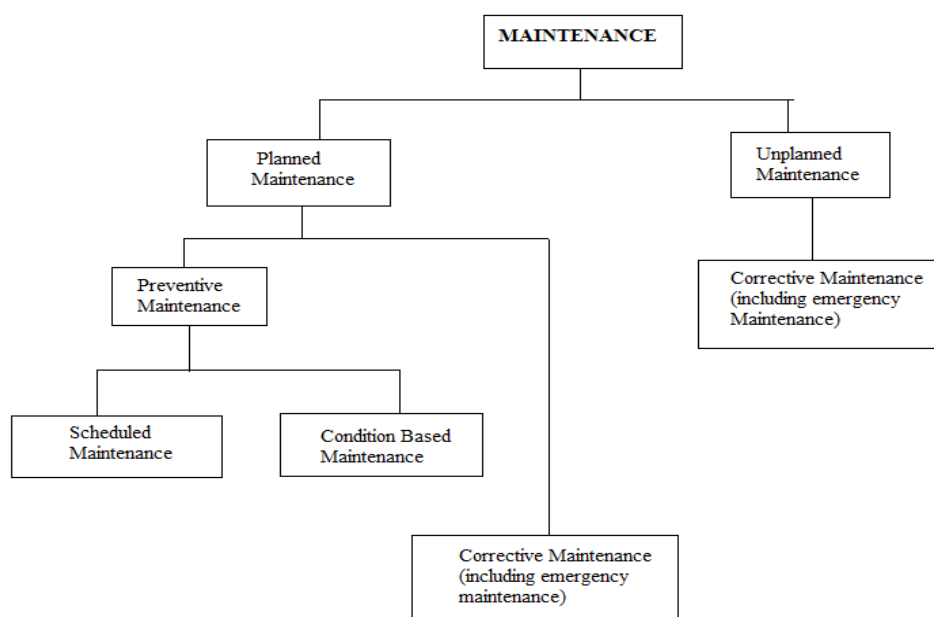 MAINTENANCE
Planned
Maintenance
Unplanned
Maintenance
Preventive
Maintenance
Corrective Maintenance
(including emergency
Maintenance)
Scheduled
Maintenance
Condition Based
Maintenance
Corrective Maintenance
(including emergency
maintenance)